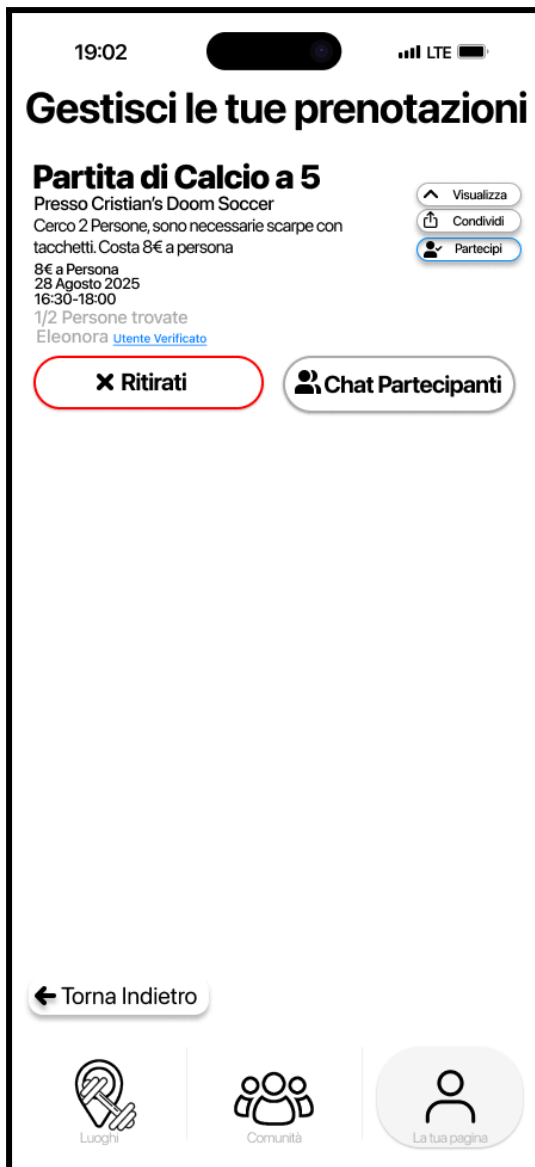 19:02
LTE
Gestisci le tue prenotazioni
Partita di Calcio a 5
Presso Cristian's Doom Soccer
Cerco 2 Persone, sono necessarie scarpe con
tacchetti. Costa 8€ a persona
8€ a Persona
28 Agosto 2025
16:30-18:00
1/2 Persone trovate
Eleonora Utente Verificato
Visualizza
Condividi
Partecipi
Ritirati
Chat Partecipanti
Torna Indietro
Luoghi
Comunità
La tua pagina